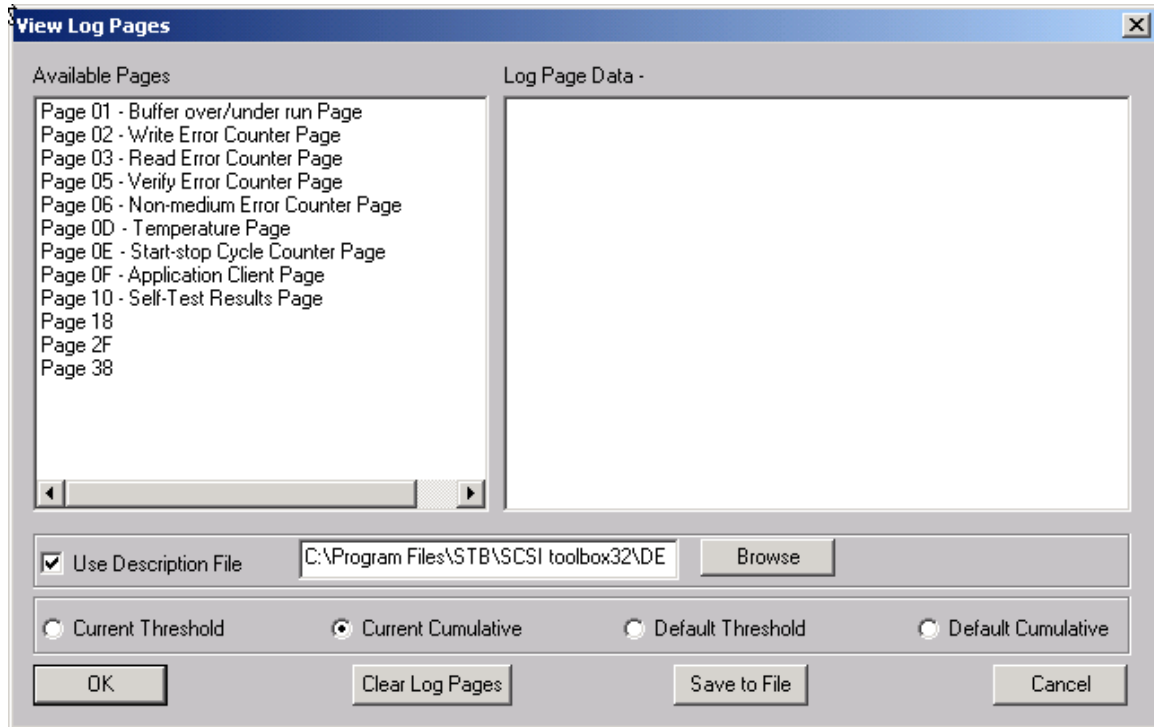 View Log Pages
Available Pages
Log Page Data -
Page 01 - Buffer over/under run Page
Page 02 - Write Error Counter Page
Page 03 - Read Error Counter Page
Page 05 - Verify Error Counter Page
Page 06 - Non-medium Error Counter Page
Page 0D - Temperature Page
Page 0E - Start-stop Cycle Counter Page
Page 0F - Application Client Page
Page 10 - Self-Test Results Page
Page 18
Page 2F
Page 38
Use Description File
C:\Program Files\STB\SCSI toolbox32\DE
Browse
Current Threshold
Current Cumulative
Default Threshold
Default Cumulative
OK
Clear Log Pages
Save to File
Cancel